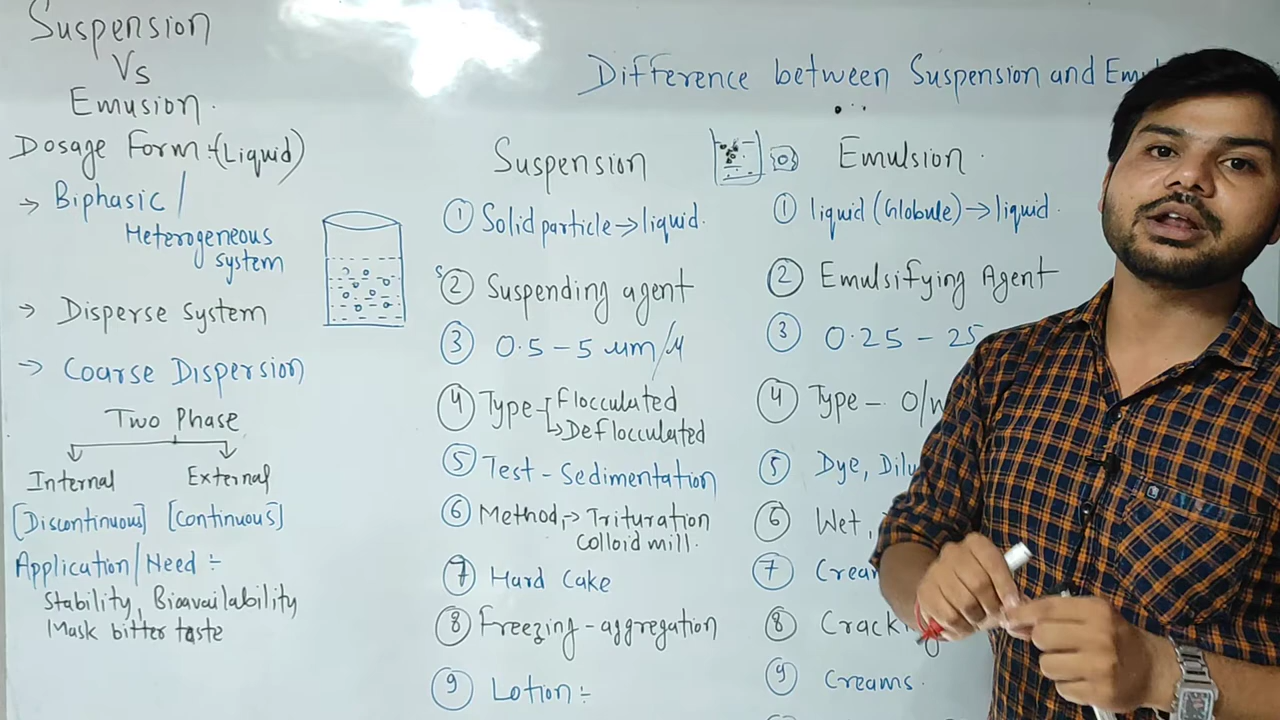 Suspension
Vs
Emusion.
Dosage Form:-(Liquid)
→ Biphasic /
Heterogeneous
system
→ Disperse system
→ Coarse Dispersion
Two Phase
Internal External
[Discontinuous] [Continuous]
Application/Need :-
Stability, Bioavailability
Mask bitter taste
Difference between Suspension and Em
Suspension
① Solid particle → liquid.
② Suspending agent
③ 0.5 – 5 µm/µ
④ Type Flocculated
Deflocculated
⑤ Test - Sedimentation
⑥ Method, → Trituration
Colloid mill.
⑦ Hard Cake
⑧ Freezing - aggregation
⑨ Lotion :-
Emulsion.
① liquid (Globule) → liquid.
② Emulsifying Agent
③ 0.25 – 25
④ Type – O/
⑤ Dye, Dilu
⑥ Wet,
⑦ Crea
⑧ Cracking
⑨ Creams.